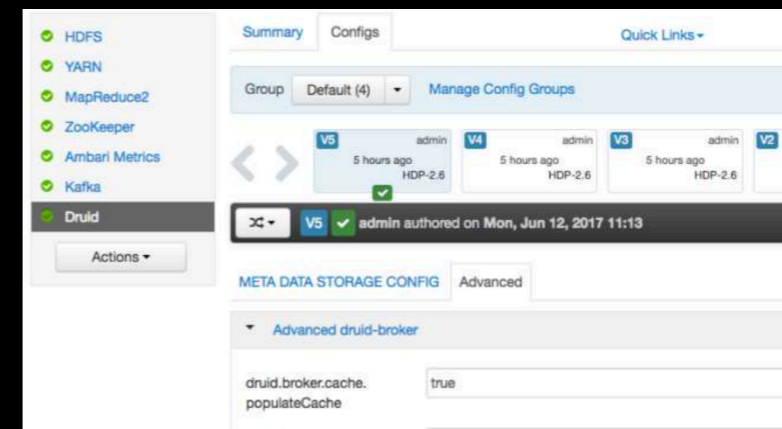 HDFS
YARN
MapReduce2
ZooKeeper
Ambari Metrics
Kafka
Druid
Actions
Summary Configs Quick Links
Group Default (4) Manage Config Groups
V5 admin V4 admin V3 admin V2
5 hours ago 5 hours ago 5 hours ago
HDP-2.6 HDP-2.6 HDP-2.6
V5 admin authored on Mon, Jun 12, 2017 11:13
META DATA STORAGE CONFIG Advanced
Advanced druid-broker
druid.broker.cache. true
populateCache